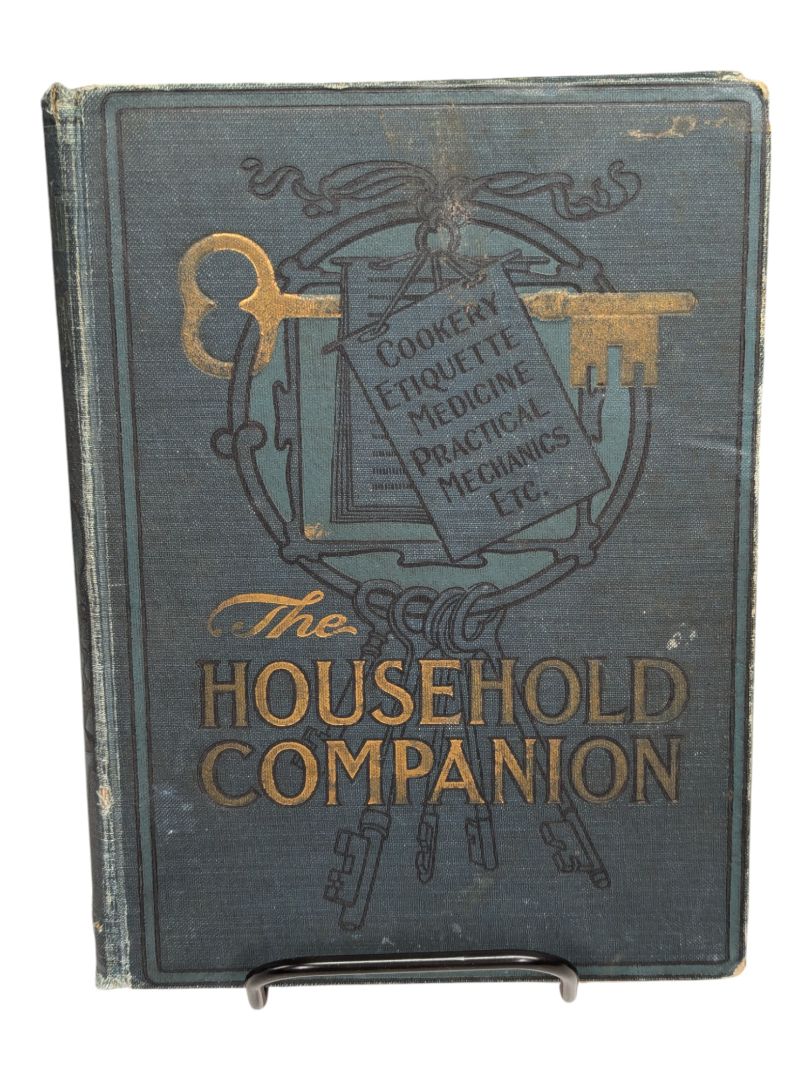 COOKERY
ETIQUETTE
MEDICINE
PRACTICAL
MECHANICS
ETC.
The
HOUSEHOLD
COMPANION